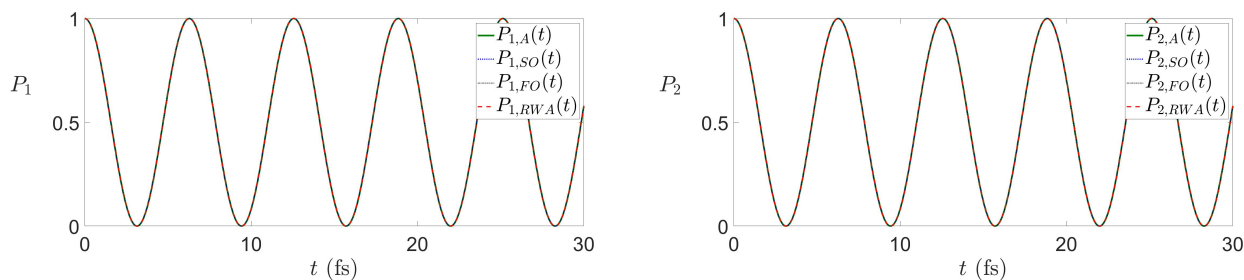 1
P₁,A(t)
P₁,SO(t)
P₁
P₁,FO(t)
P₁,RWA(t)
0.5
0
0 10 20 30
t (fs)
1
P₂,A(t)
P₂,SO(t)
P₂
P₂,FO(t)
P₂,RWA(t)
0.5
0
0 10 20 30
t (fs)